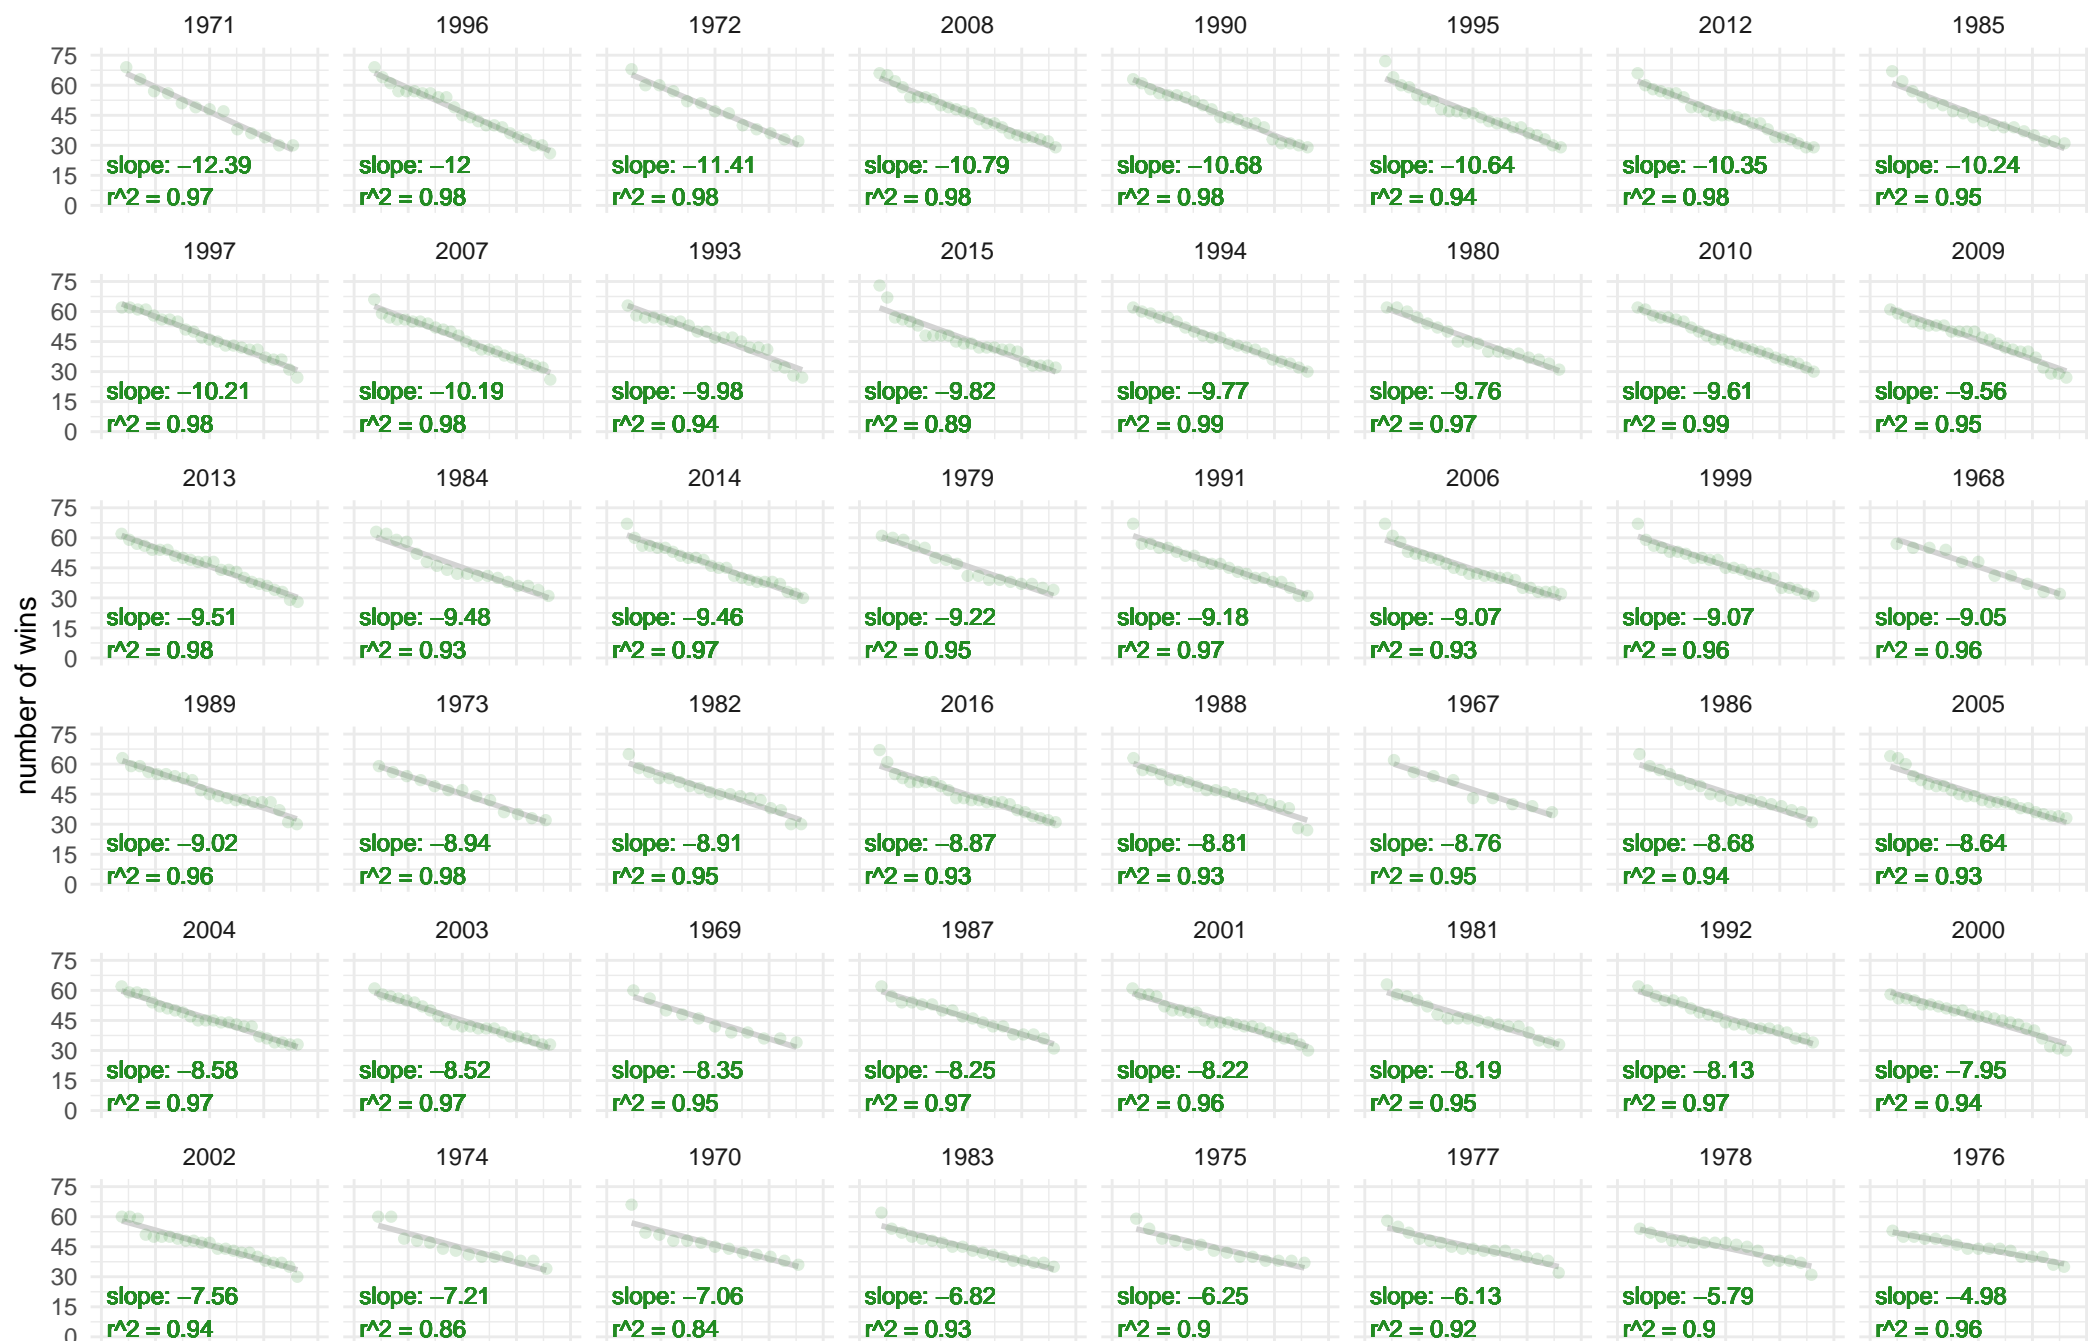 1971 1996 1972 2008 1990 1995 2012 1985
75
60
45
30
slope: −12.39 slope: −12 slope: −11.41 slope: −10.79 slope: −10.68 slope: −10.64 slope: −10.35 slope: −10.24
15
r^2 = 0.97 r^2 = 0.98 r^2 = 0.98 r^2 = 0.98 r^2 = 0.98 r^2 = 0.94 r^2 = 0.98 r^2 = 0.95
0
1997 2007 1993 2015 1994 1980 2010 2009
75
60
45
30
slope: −10.21 slope: −10.19 slope: −9.98 slope: −9.82 slope: −9.77 slope: −9.76 slope: −9.61 slope: −9.56
15
r^2 = 0.98 r^2 = 0.98 r^2 = 0.94 r^2 = 0.89 r^2 = 0.99 r^2 = 0.97 r^2 = 0.99 r^2 = 0.95
0
2013 1984 2014 1979 1991 2006 1999 1968
75
60
45
30
slope: −9.51 slope: −9.48 slope: −9.46 slope: −9.22 slope: −9.18 slope: −9.07 slope: −9.07 slope: −9.05
15
r^2 = 0.98 r^2 = 0.93 r^2 = 0.97 r^2 = 0.95 r^2 = 0.97 r^2 = 0.93 r^2 = 0.96 r^2 = 0.96
0
number of wins
1989 1973 1982 2016 1988 1967 1986 2005
75
60
45
30
slope: −9.02 slope: −8.94 slope: −8.91 slope: −8.87 slope: −8.81 slope: −8.76 slope: −8.68 slope: −8.64
15
r^2 = 0.96 r^2 = 0.98 r^2 = 0.95 r^2 = 0.93 r^2 = 0.93 r^2 = 0.95 r^2 = 0.94 r^2 = 0.93
0
2004 2003 1969 1987 2001 1981 1992 2000
75
60
45
30
slope: −8.58 slope: −8.52 slope: −8.35 slope: −8.25 slope: −8.22 slope: −8.19 slope: −8.13 slope: −7.95
15
r^2 = 0.97 r^2 = 0.97 r^2 = 0.95 r^2 = 0.97 r^2 = 0.96 r^2 = 0.95 r^2 = 0.97 r^2 = 0.94
0
2002 1974 1970 1983 1975 1977 1978 1976
75
60
45
30
slope: −7.56 slope: −7.21 slope: −7.06 slope: −6.82 slope: −6.25 slope: −6.13 slope: −5.79 slope: −4.98
15
r^2 = 0.94 r^2 = 0.86 r^2 = 0.84 r^2 = 0.93 r^2 = 0.9 r^2 = 0.92 r^2 = 0.9 r^2 = 0.96
0